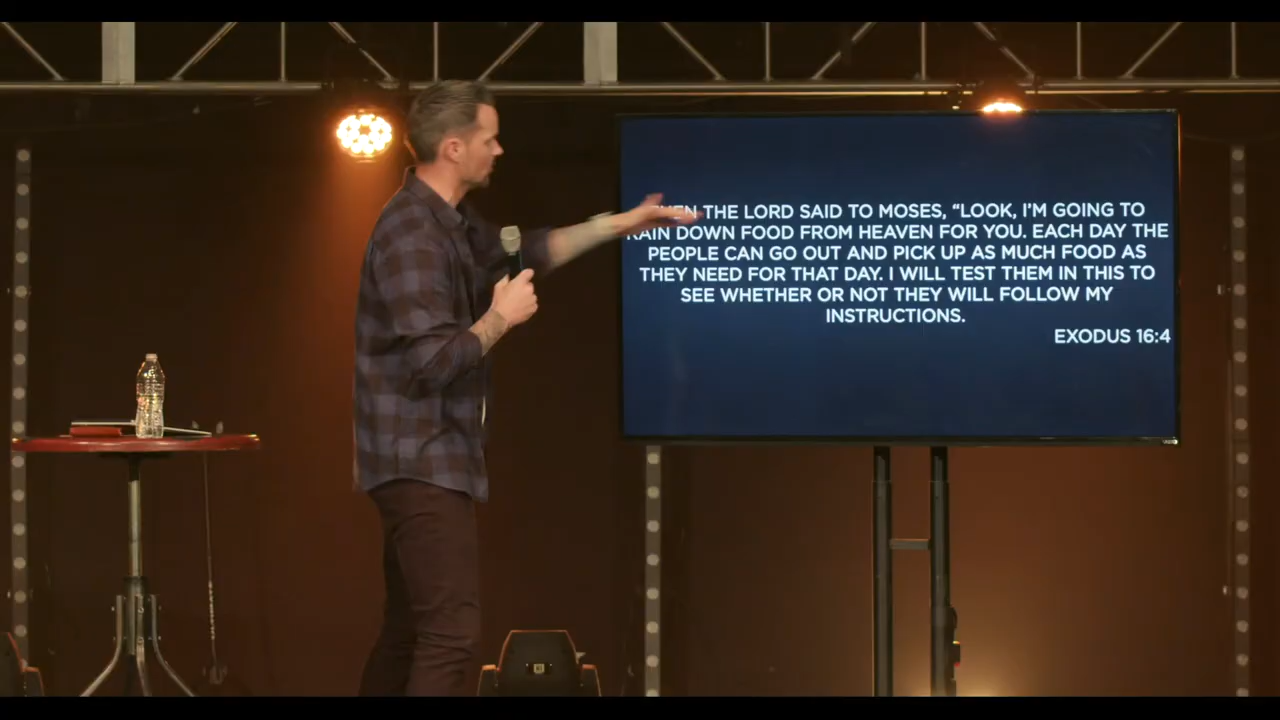 THE LORD SAID TO MOSES, “LOOK, I’M GOING TO
RAIN DOWN FOOD FROM HEAVEN FOR YOU. EACH DAY THE
PEOPLE CAN GO OUT AND PICK UP AS MUCH FOOD AS
THEY NEED FOR THAT DAY. I WILL TEST THEM IN THIS TO
SEE WHETHER OR NOT THEY WILL FOLLOW MY
INSTRUCTIONS.
EXODUS 16:4